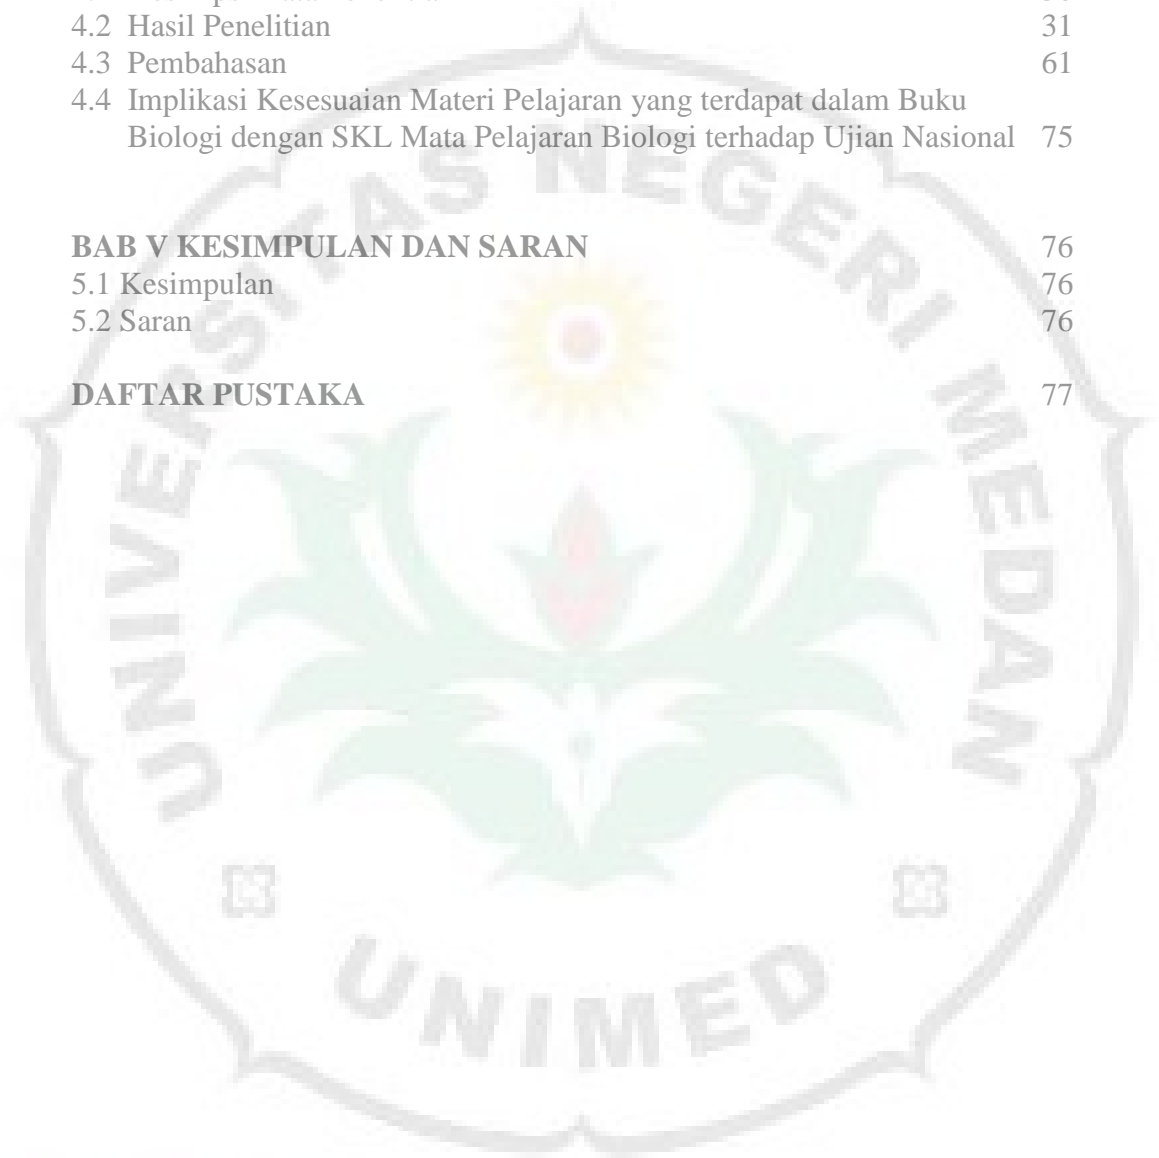 4.2 Hasil Penelitian 31
4.3 Pembahasan 61
4.4 Implikasi Kesesuaian Materi Pelajaran yang terdapat dalam Buku
Biologi dengan SKL Mata Pelajaran Biologi terhadap Ujian Nasional 75
BAB V KESIMPULAN DAN SARAN 76
5.1 Kesimpulan 76
5.2 Saran 76
DAFTAR PUSTAKA 77
UNIVERSITAS NEGERI MEDAN
UNIMED